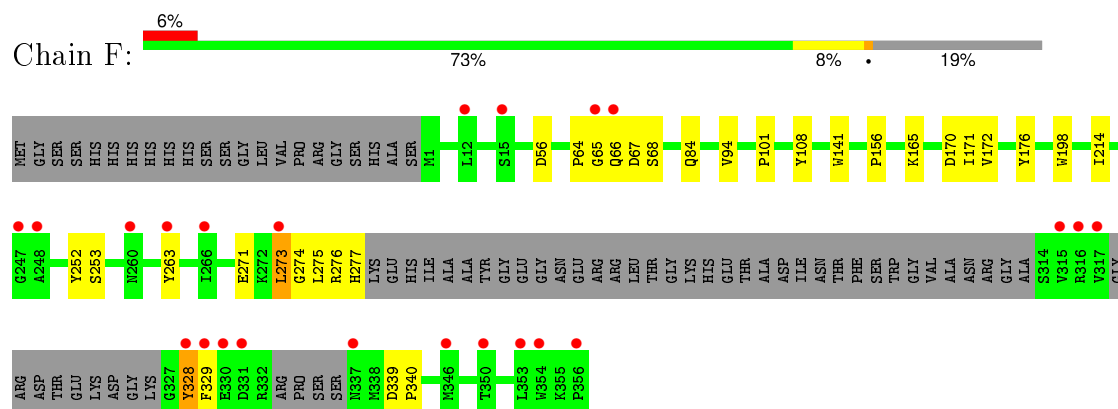 6%
Chain F:
73% 8% • 19%
MET GLY SER SER HIS HIS HIS HIS HIS HIS SER SER GLY LEU VAL PRO ARG GLY SER HIS ALA SER M1 L12 S15 D56 P64 G65 Q66 D67 S68 Q84 V94 P101 Y108 W141 P156 K165 D170 I171 V172 Y176 W198 I214
G247 A248 Y252 S253 N260 Y263 I266 E271 K272 L273 G274 L275 R276 H277 LYS GLU HIS ILE ALA ALA TYR GLY GLU GLY ASN GLU ARG ARG LEU THR GLY LYS HIS GLU THR ALA ASP ILE ASN THR PHE SER TRP GLY VAL ALA ASN ARG GLY ALA S314 V315 R316 V317 GLY
ARG ASP THR GLU LYS ASP GLY LYS G327 Y328 F329 E330 D331 R332 ARG PRO SER SER N337 M338 D339 P340 M346 T350 L353 W354 K355 P356